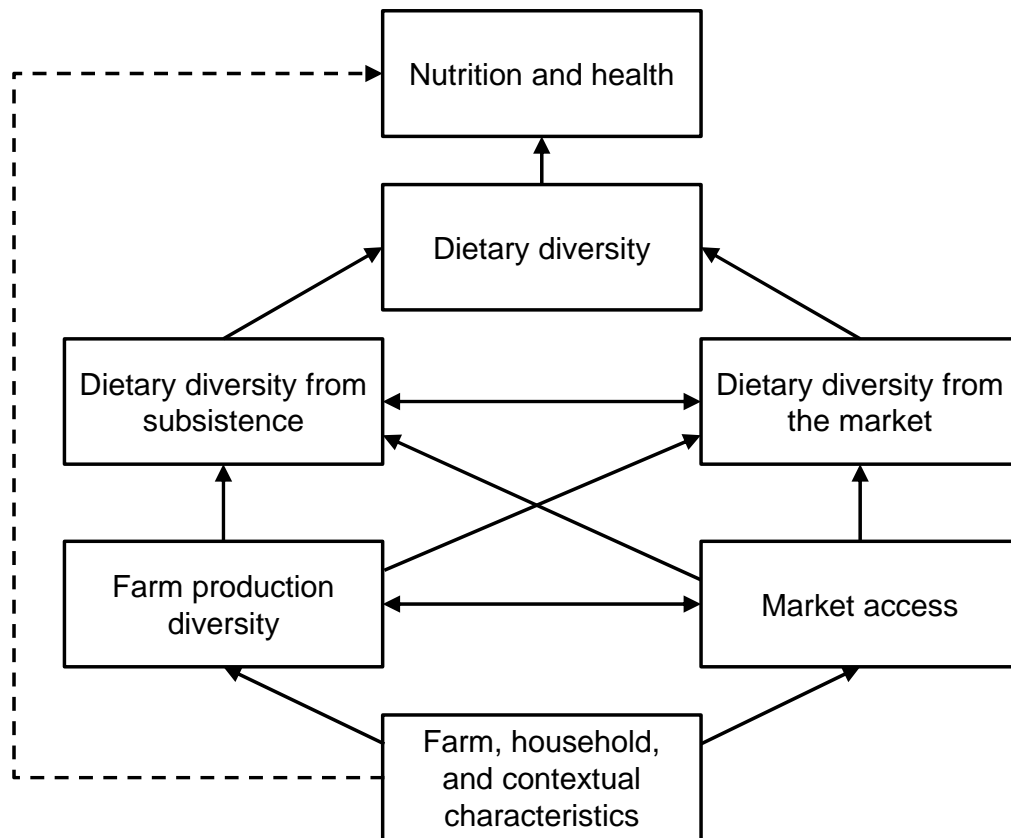 Nutrition and health
Dietary diversity
Dietary diversity from
subsistence
Dietary diversity from
the market
Farm production
diversity
Market access
Farm, household,
and contextual
characteristics